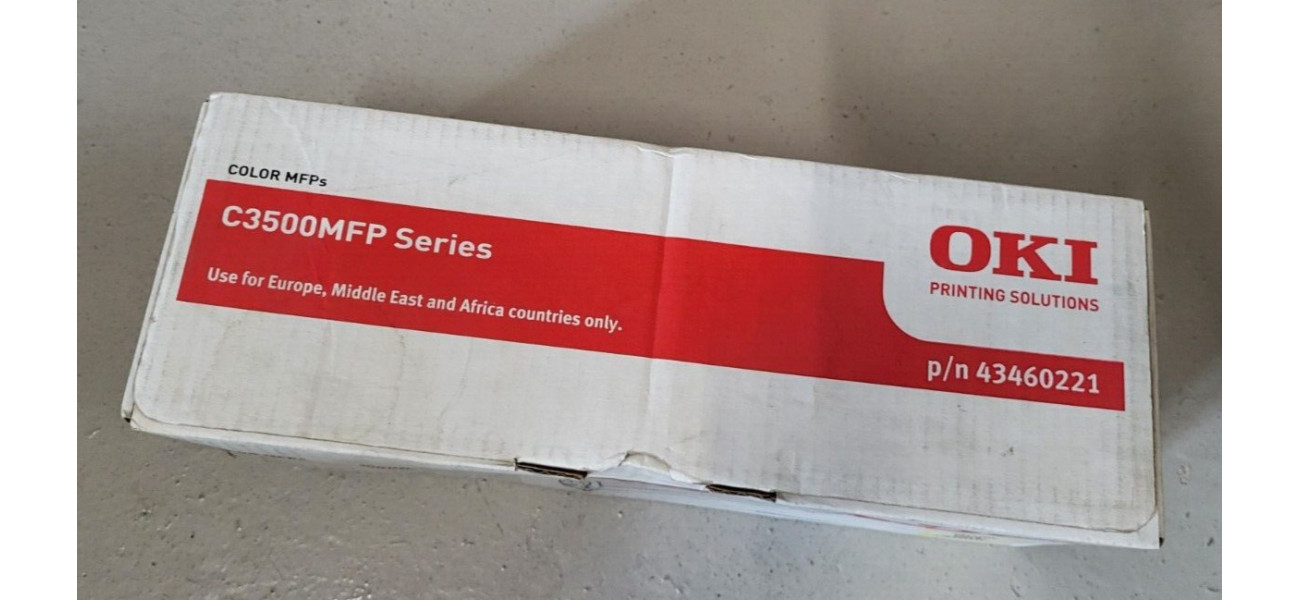 COLOR MFPs
C3500MFP Series
Use for Europe, Middle East and Africa countries only.
OKI
PRINTING SOLUTIONS
p/n 43460221